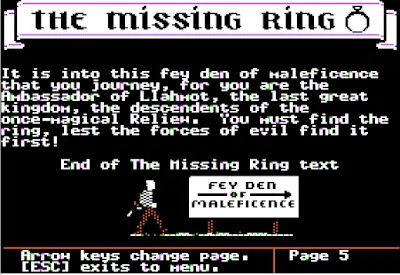 THE MISSING RING
It is into this fey den of maleficence
that you journey, for you are the
Ambassador of Llahmot, the last great
kingdom, the descendents of the
once-magical Reliem. You must find the
ring, lest the forces of evil find it
first!
End of The Missing Ring text
FEY DEN
OF
MALEFICENCE
Arrow keys change page.
[ESC] exits to menu.
Page 5